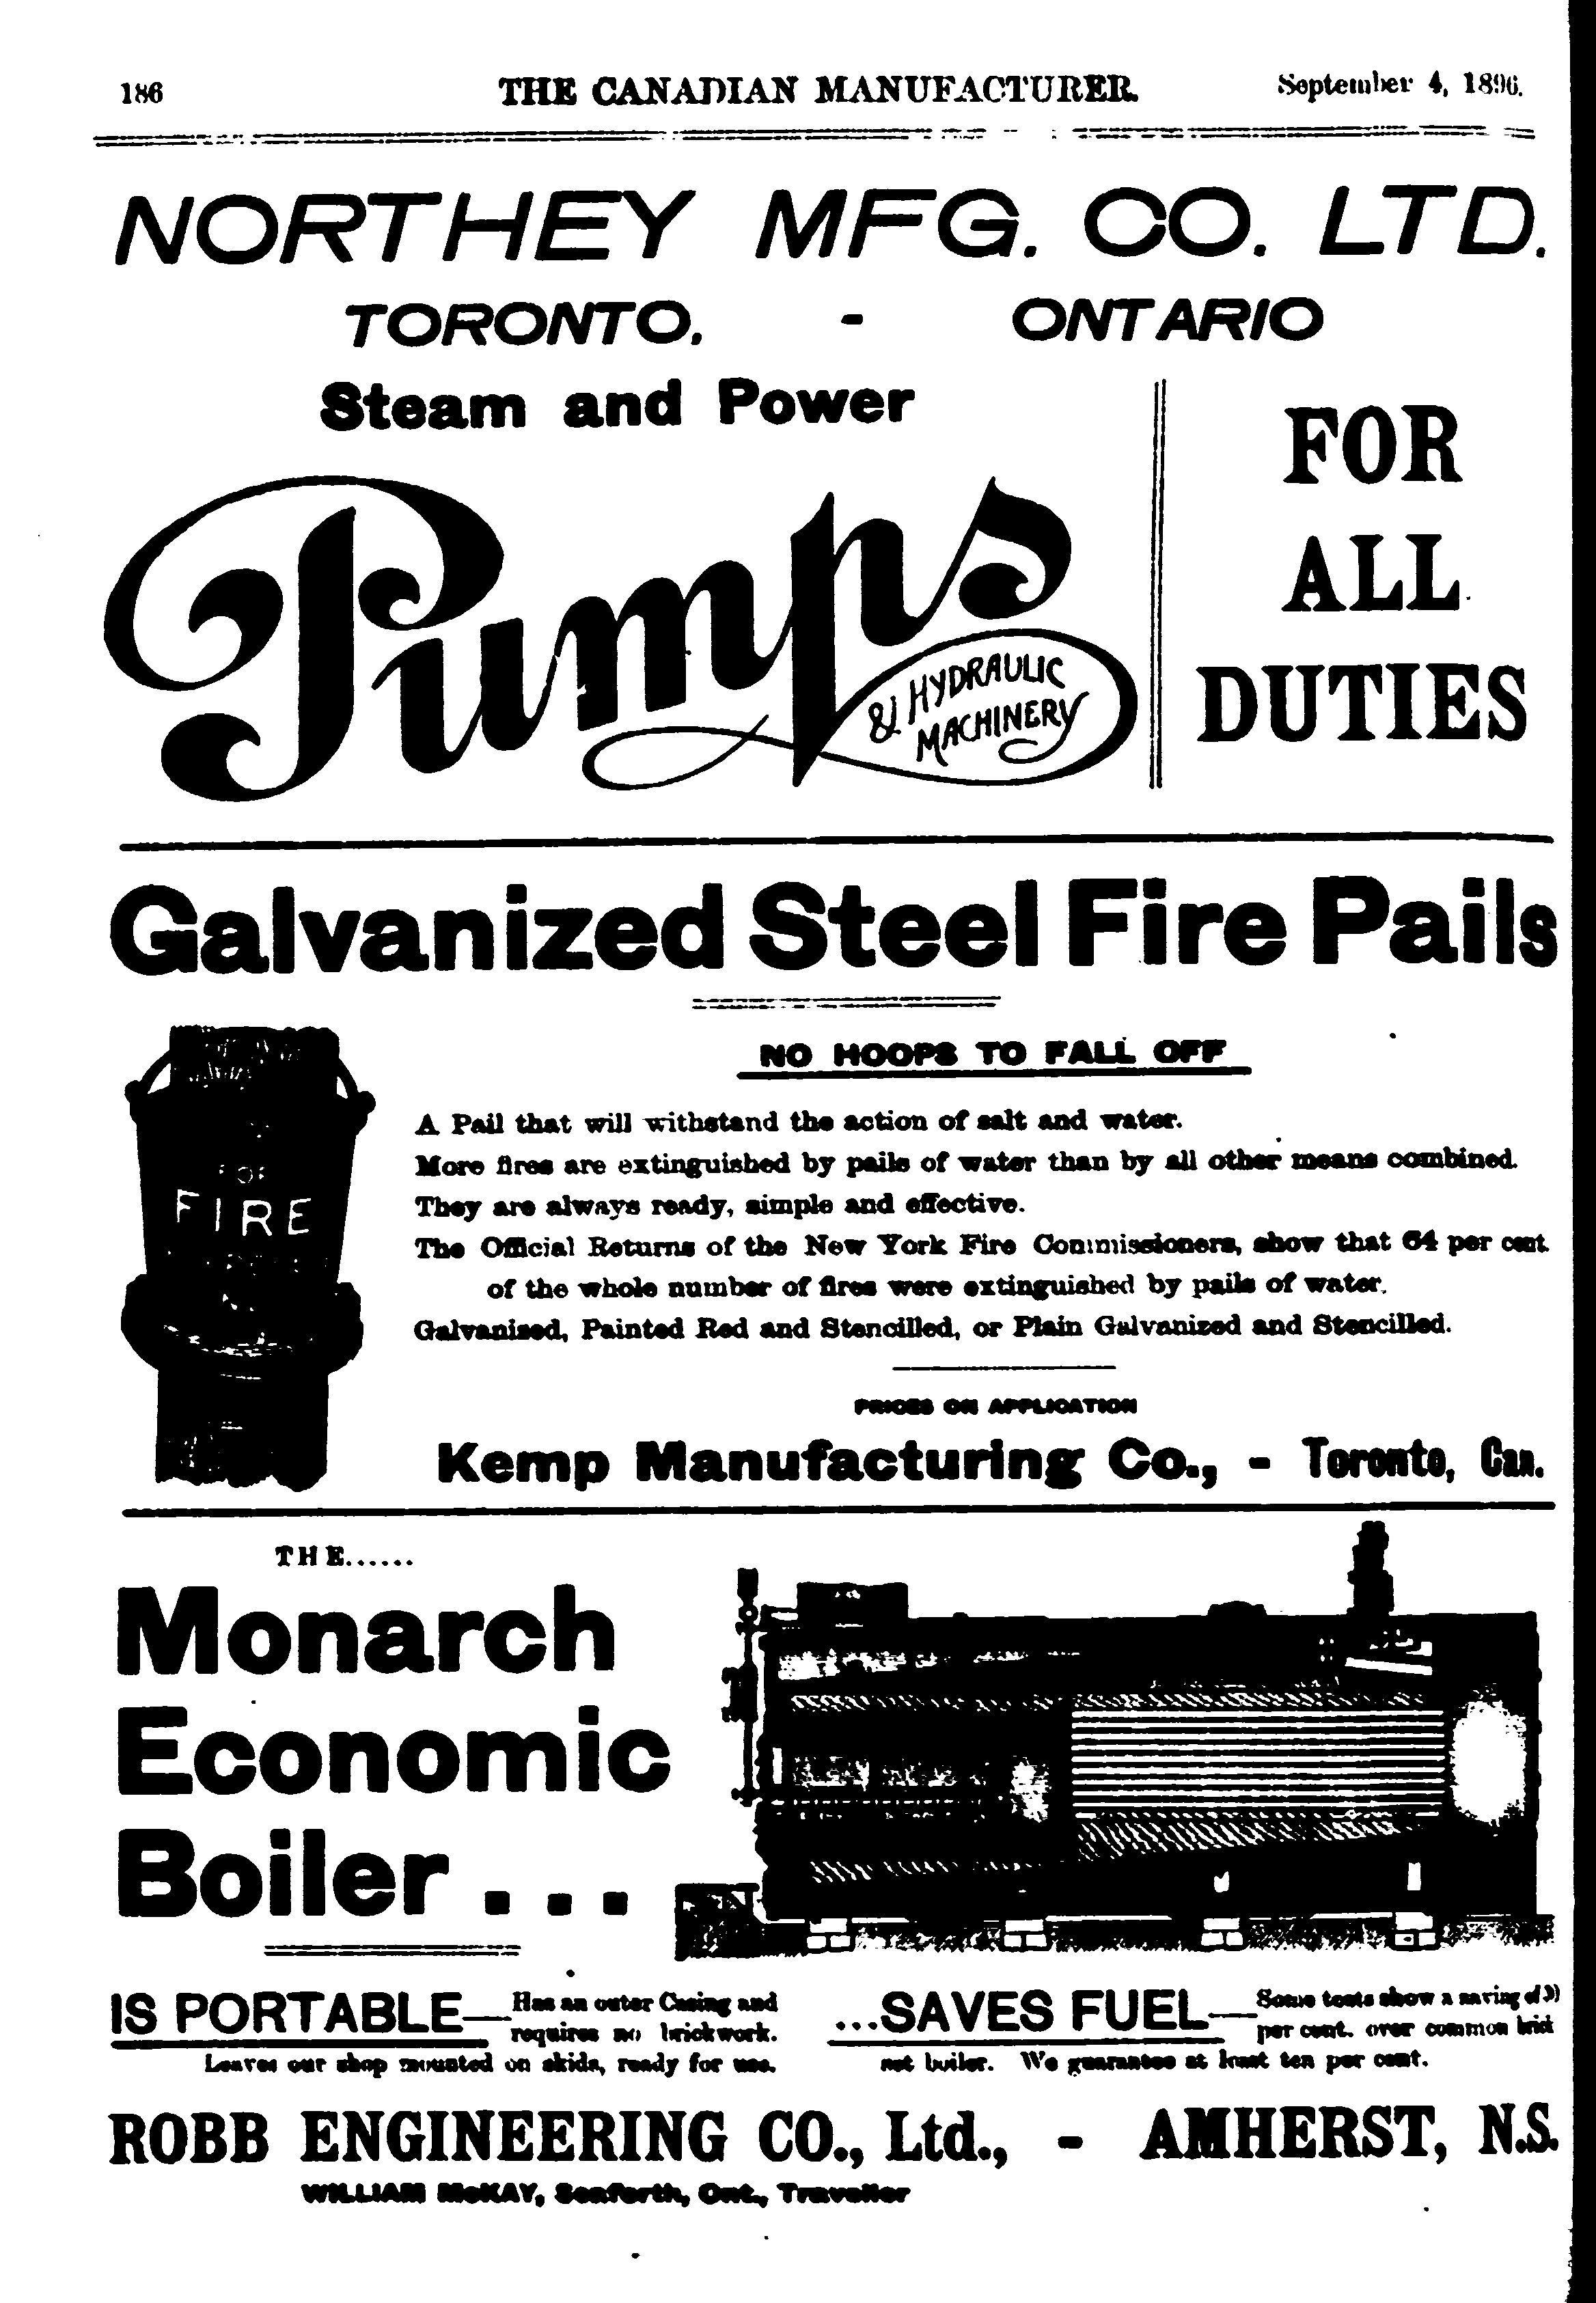 186
THE CANADIAN MANUFACTURER.
September 4, 1896.
NORTHEY MFG. CO. LTD.
TORONTO, - ONTARIO
Steam and Power
Pumps
& HYDRAULIC
MACHINERY
FOR
ALL
DUTIES
Galvanized Steel Fire Pails
NO HOOPS TO FALL OFF
FOR
FIRE
A Pail that will withstand the action of salt and water.
More fires are extinguished by pails of water than by all other means combined.
They are always ready, simple and effective.
The Official Returns of the New York Fire Commissioners, show that 64 per cent.
of the whole number of fires were extinguished by pails of water.
Galvanized, Painted Red and Stencilled, or Plain Galvanized and Stencilled.
PRICES ON APPLICATION
Kemp Manufacturing Co., - Toronto, Can.
THE......
Monarch
Economic
Boiler...
IS PORTABLE—Has an outer Casing and
requires no brickwork.
Leaves our shop mounted on skids, ready for use.
...SAVES FUEL—Some tests show a saving of
per cent. over common brick
set boiler. We guarantee at least ten per cent.
ROBB ENGINEERING CO., Ltd., - AMHERST, N.S.
WILLIAM McKAY, Seaforth, Ont., Traveller